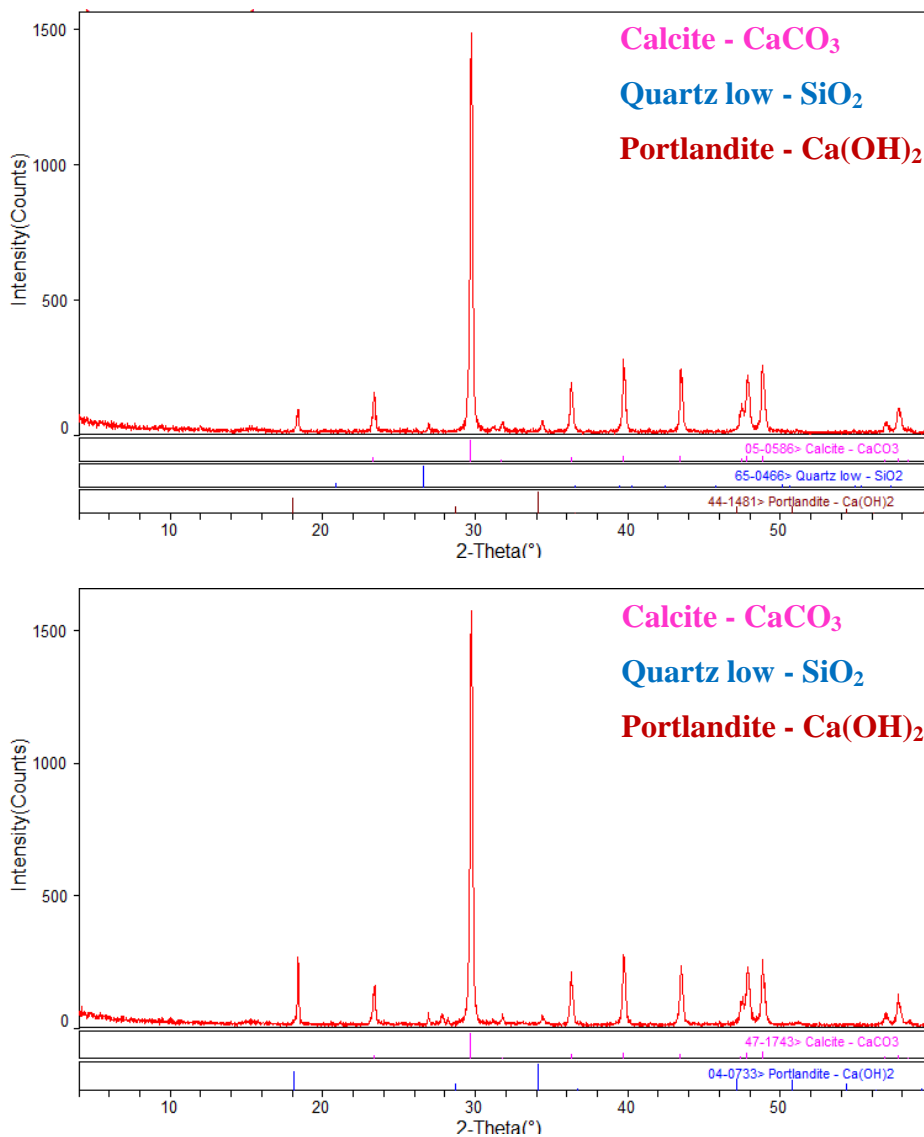 1500
1000
500
0
Intensity(Counts)
Calcite - CaCO₃
Quartz low - SiO₂
Portlandite - Ca(OH)₂
05-0586> Calcite - CaCO3
65-0466> Quartz low - SiO2
44-1481> Portlandite - Ca(OH)2
10 20 30 40 50
2-Theta(°)
1500
1000
500
0
Intensity(Counts)
Calcite - CaCO₃
Quartz low - SiO₂
Portlandite - Ca(OH)₂
47-1743> Calcite - CaCO3
04-0733> Portlandite - Ca(OH)2
10 20 30 40 50
2-Theta(°)